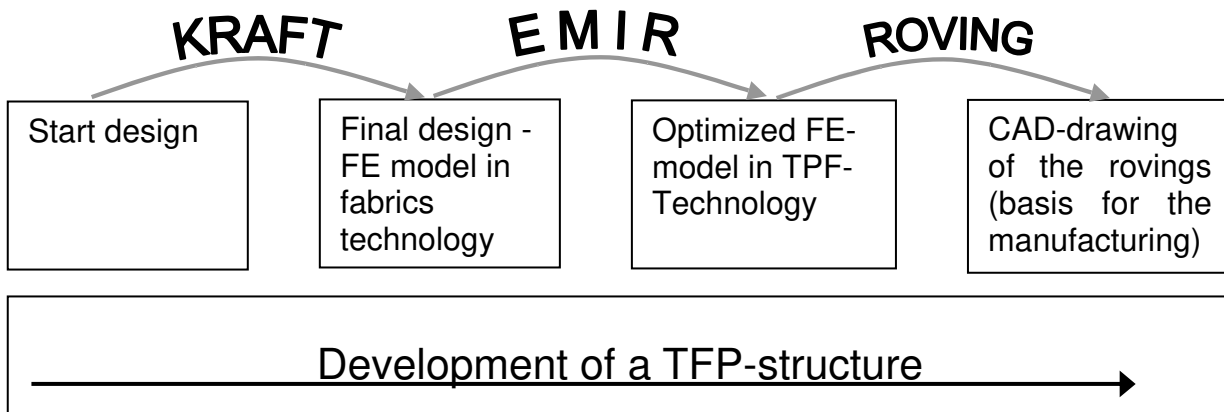 KRAFT
EMIR
ROVING
Start design
Final design -
FE model in
fabrics
technology
Optimized FE-
model in TPF-
Technology
CAD-drawing
of the rovings
(basis for the
manufacturing)
Development of a TFP-structure